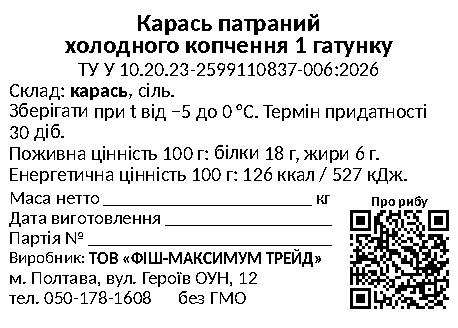 Карась патраний
холодного копчення 1 гатунку
ТУ У 10.20.23-2599110837-006:2026
Склад: карась, сіль.
Зберігати при t від −5 до 0 °C. Термін придатності
30 діб.
Поживна цінність 100 г: білки 18 г, жири 6 г.
Енергетична цінність 100 г: 126 ккал / 527 кДж.
Маса нетто ______________________ кг
Дата виготовлення __________________
Партія № __________________________
Про рибу
Виробник: ТОВ «ФІШ-МАКСИМУМ ТРЕЙД»
м. Полтава, вул. Героїв ОУН, 12
тел. 050-178-1608 без ГМО